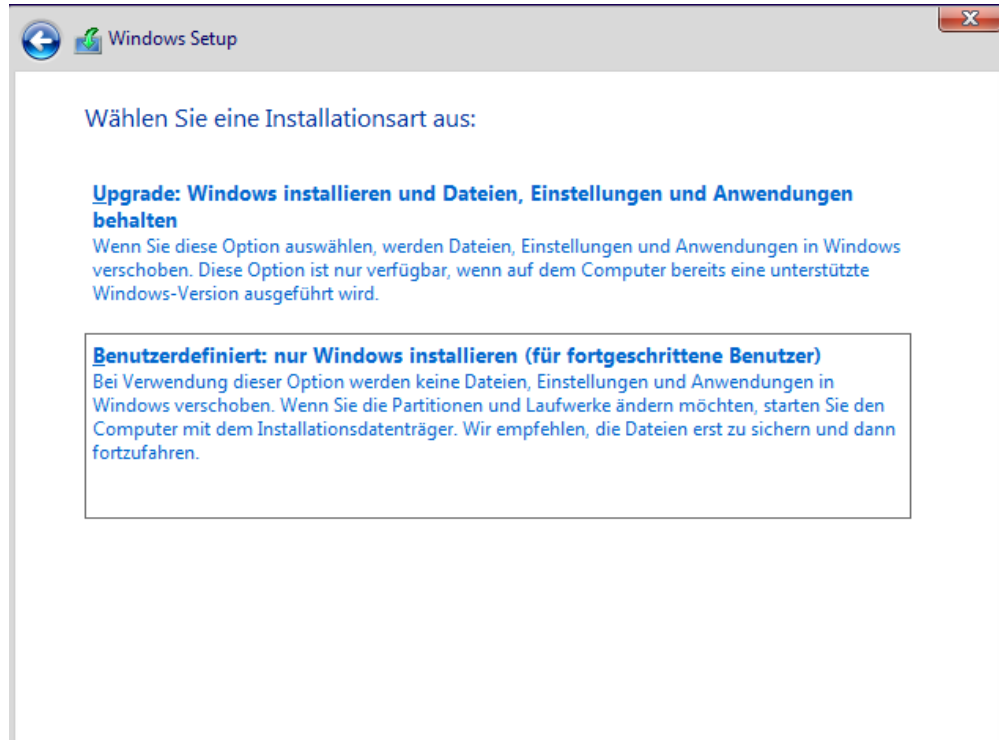 Windows Setup
Wählen Sie eine Installationsart aus:
Upgrade: Windows installieren und Dateien, Einstellungen und Anwendungen
behalten
Wenn Sie diese Option auswählen, werden Dateien, Einstellungen und Anwendungen in Windows
verschoben. Diese Option ist nur verfügbar, wenn auf dem Computer bereits eine unterstützte
Windows-Version ausgeführt wird.
Benutzerdefiniert: nur Windows installieren (für fortgeschrittene Benutzer)
Bei Verwendung dieser Option werden keine Dateien, Einstellungen und Anwendungen in
Windows verschoben. Wenn Sie die Partitionen und Laufwerke ändern möchten, starten Sie den
Computer mit dem Installationsdatenträger. Wir empfehlen, die Dateien erst zu sichern und dann
fortzufahren.